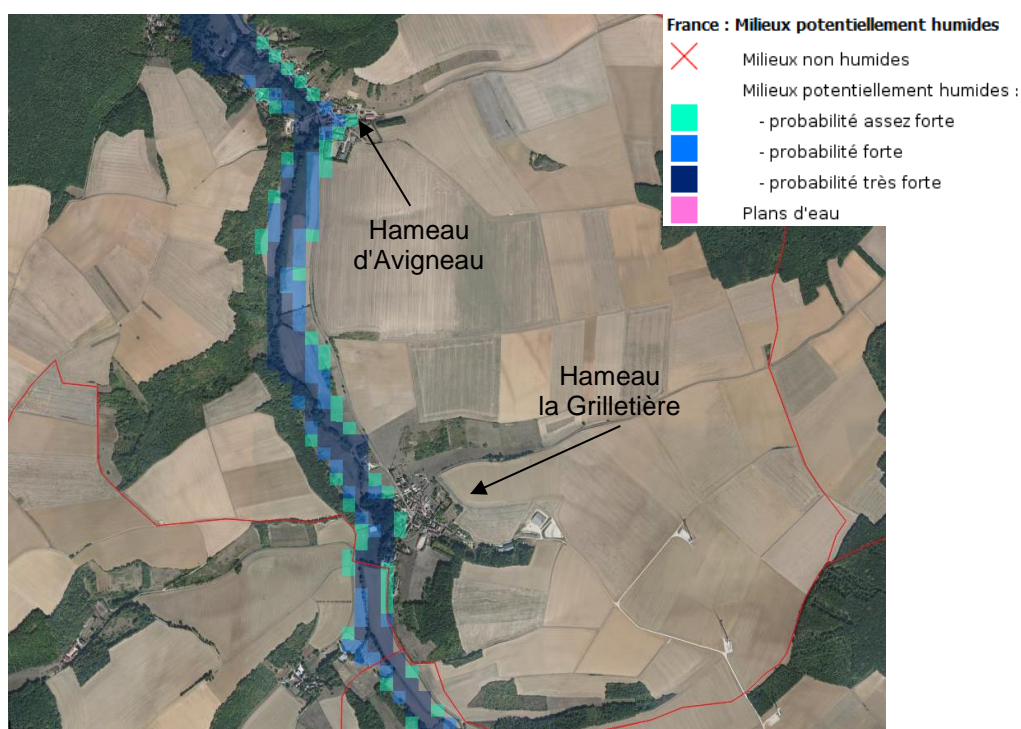 France : Milieux potentiellement humides
Milieux non humides
Milieux potentiellement humides :
- probabilité assez forte
- probabilité forte
- probabilité très forte
Plans d'eau
Hameau
d'Avigneau
Hameau
la Grilletière